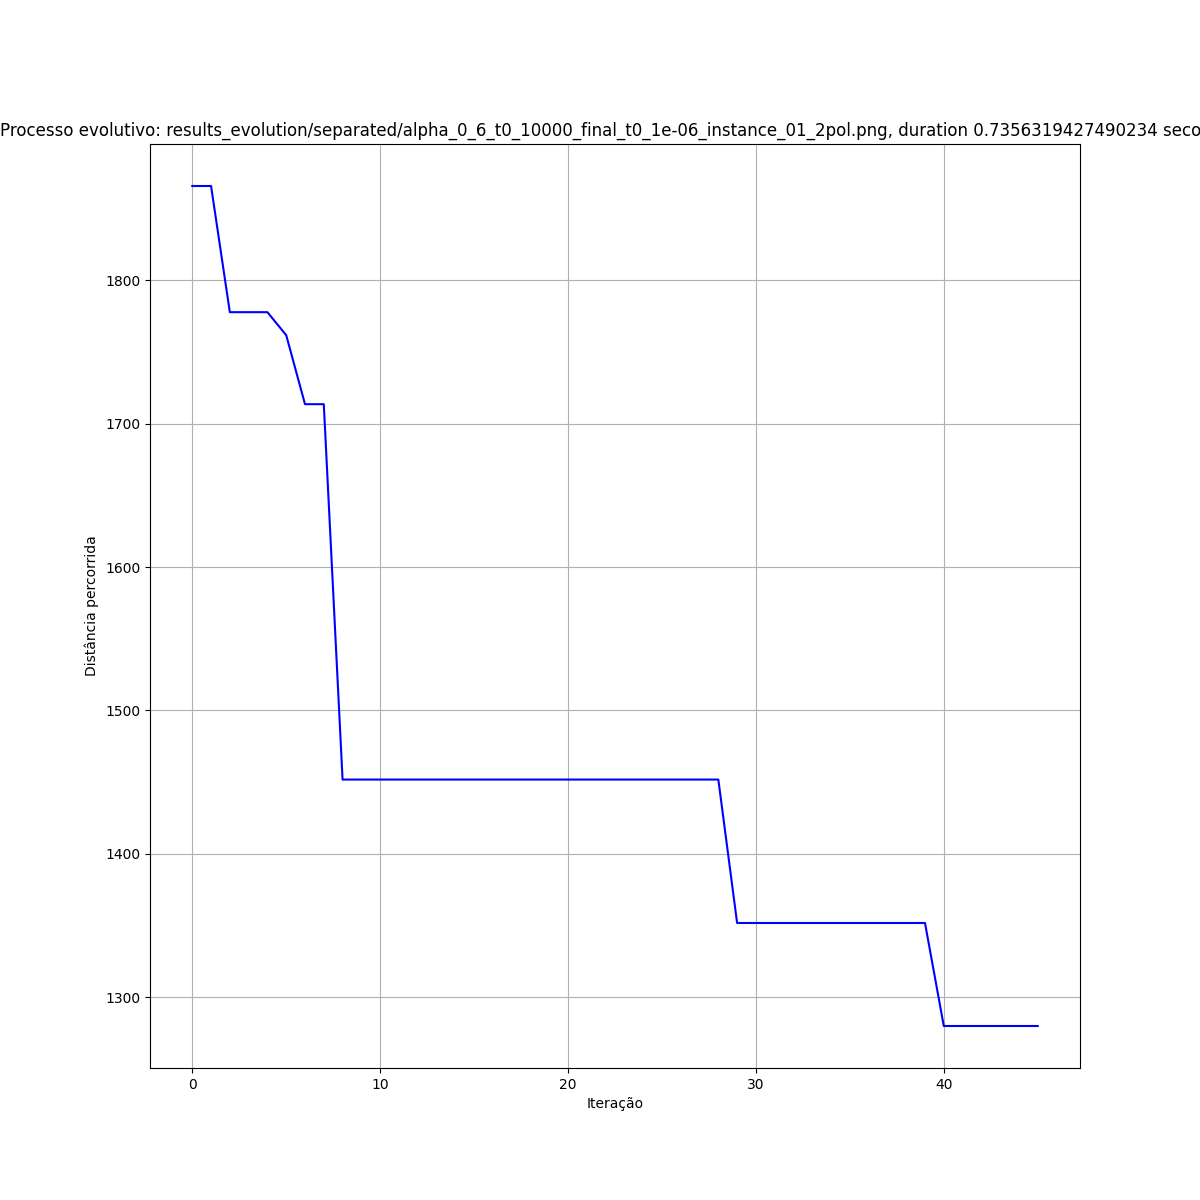 Processo evolutivo: results_evolution/separated/alpha_0_6_t0_10000_final_t0_1e-06_instance_01_2pol.png, duration 0.7356319427490234 seco
1800
1700
1600
1500
1400
1300
Distância percorrida
0 10 20 30 40
Iteração